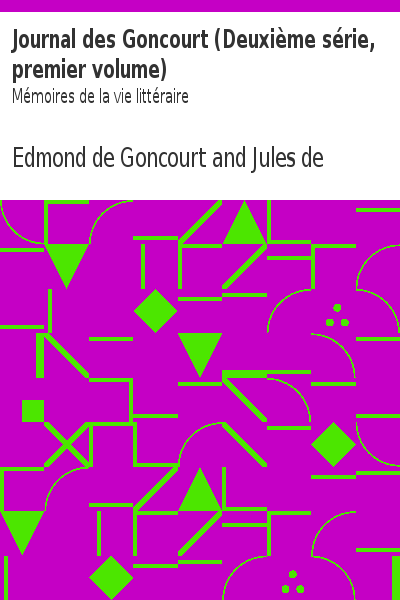 Journal des Goncourt (Deuxième série,
premier volume)
Mémoires de la vie littéraire
Edmond de Goncourt and Jules de